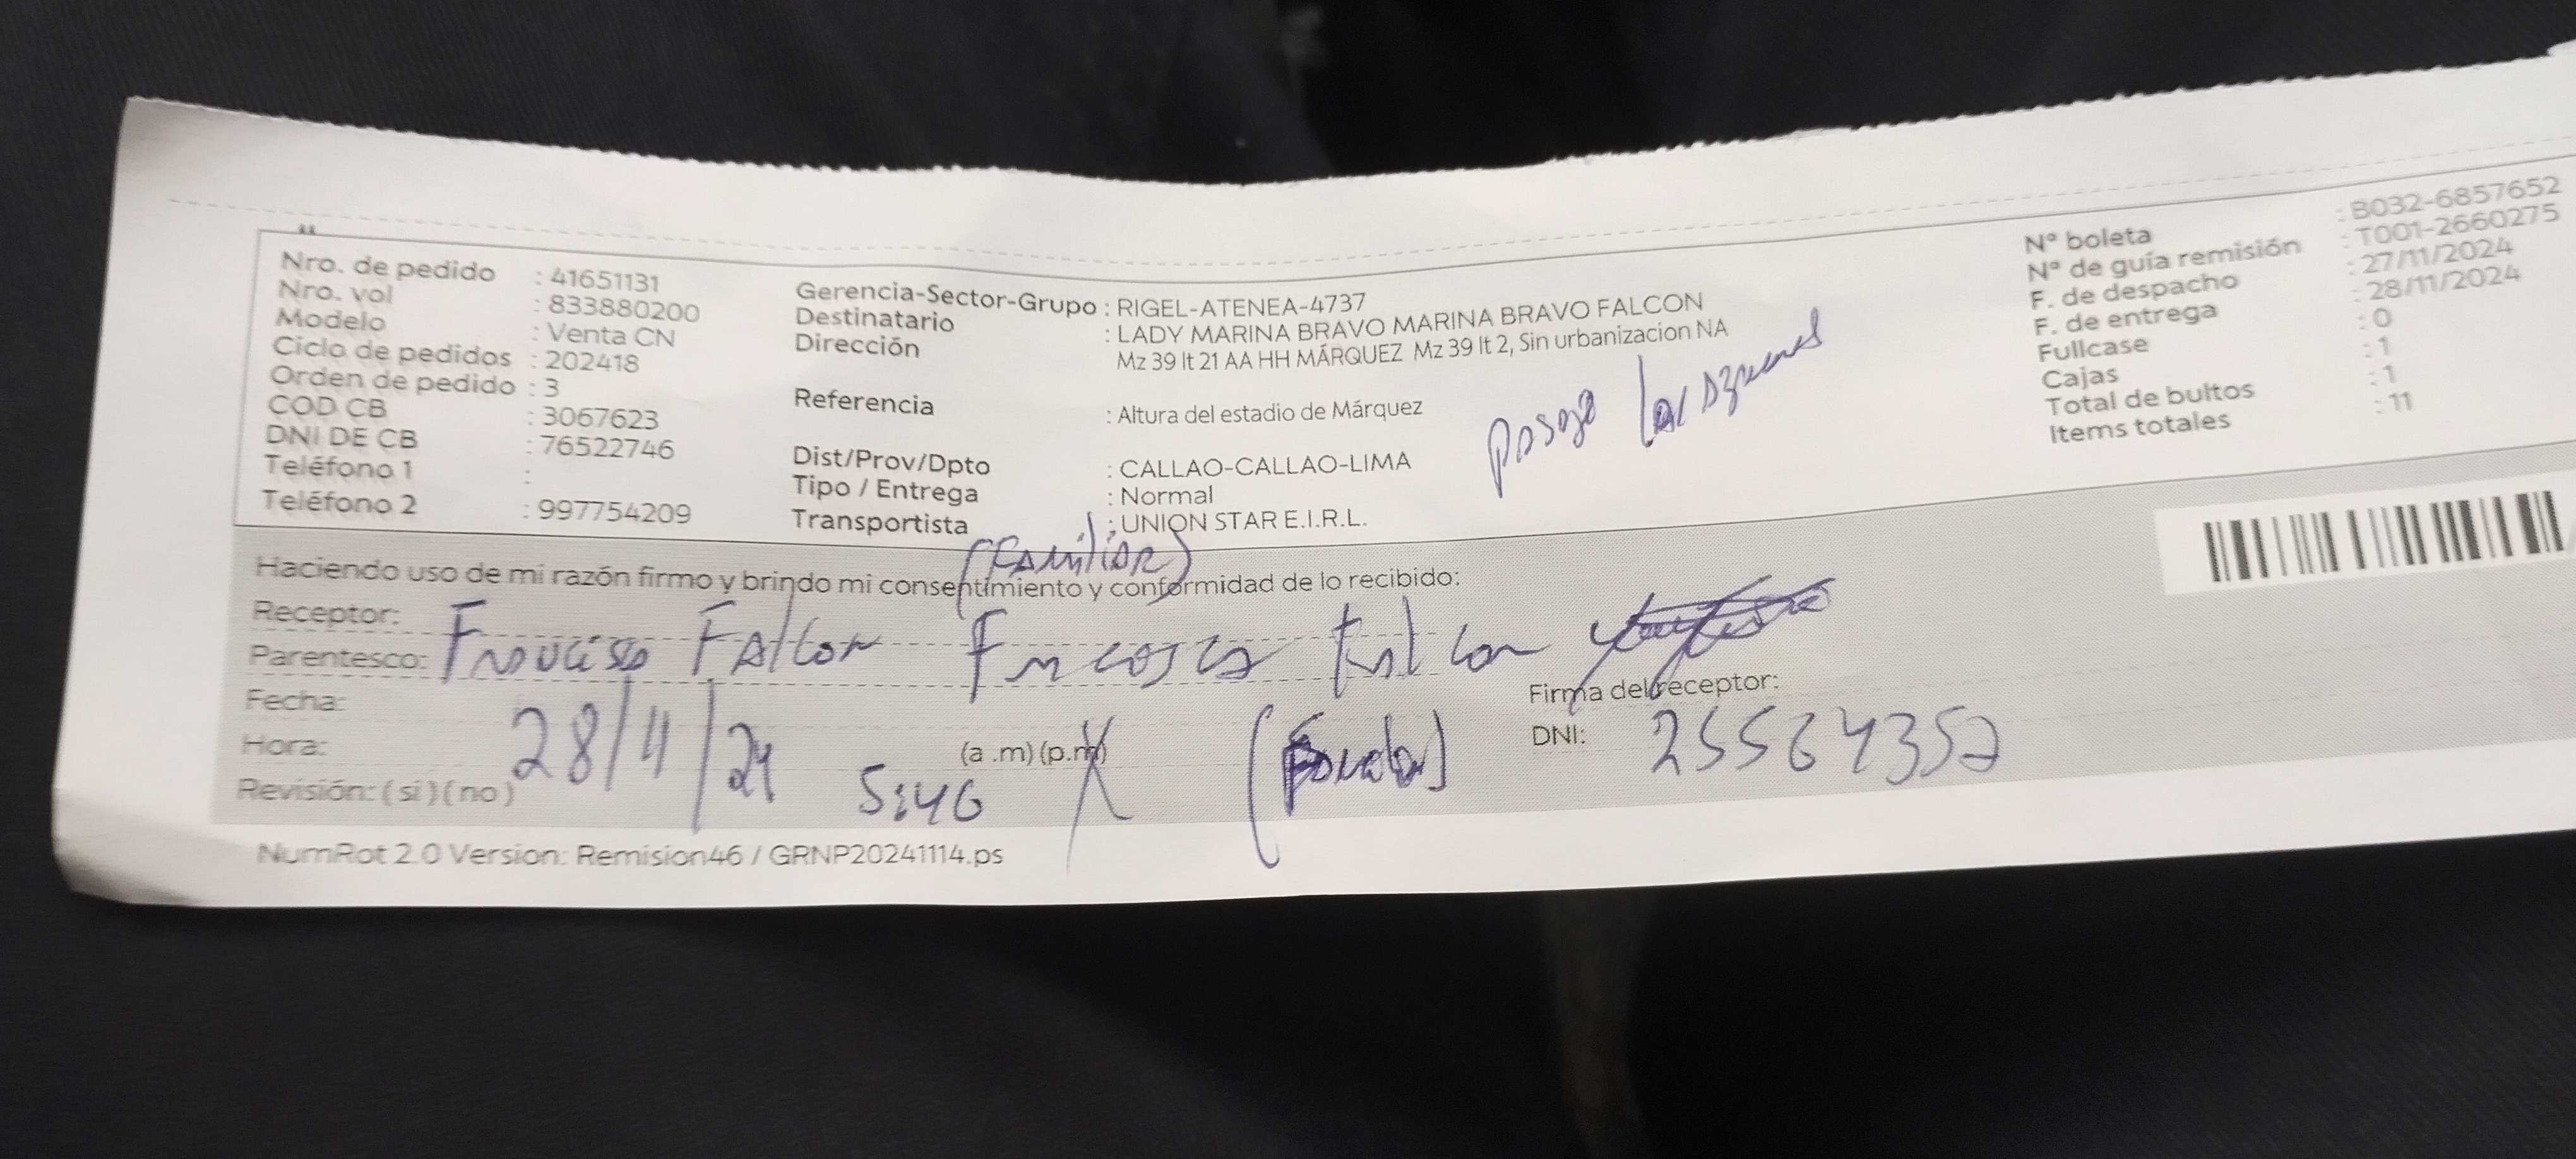 Nro. de pedido : 41651131
Nro. vol : 833880200
Modelo : Venta CN
Ciclo de pedidos : 202418
Orden de pedido : 3
COD CB : 3067623
DNI DE CB : 76522746
Teléfono 1 :
Teléfono 2 : 997754209
Gerencia-Sector-Grupo : RIGEL-ATENEA-4737
Destinatario : LADY MARINA BRAVO MARINA BRAVO FALCON
Dirección Mz 39 lt 21 AA HH MÁRQUEZ Mz 39 lt 2, Sin urbanizacion NA
Referencia : Altura del estadio de Márquez
Dist/Prov/Dpto : CALLAO-CALLAO-LIMA
Tipo / Entrega : Normal
Transportista : UNION STAR E.I.R.L.
Nº boleta : B032-6857652
Nº de guía remisión : T001-2660275
F. de despacho : 27/11/2024
F. de entrega : 28/11/2024
Fullcase : 0
Cajas : 1
Total de bultos : 1
Items totales : 11
(Familiar)
Haciendo uso de mi razón firmo y brindo mi consentimiento y conformidad de lo recibido:
Receptor:
Parentesco: Falcon Falcon
Firma del receptor:
Fecha: 28/11/24
Hora: 5:46 (a .m) (p.m)
DNI: 25564352
Revisión: ( si ) ( no )
NumRot 2.0 Version: Remision46 / GRNP20241114.ps